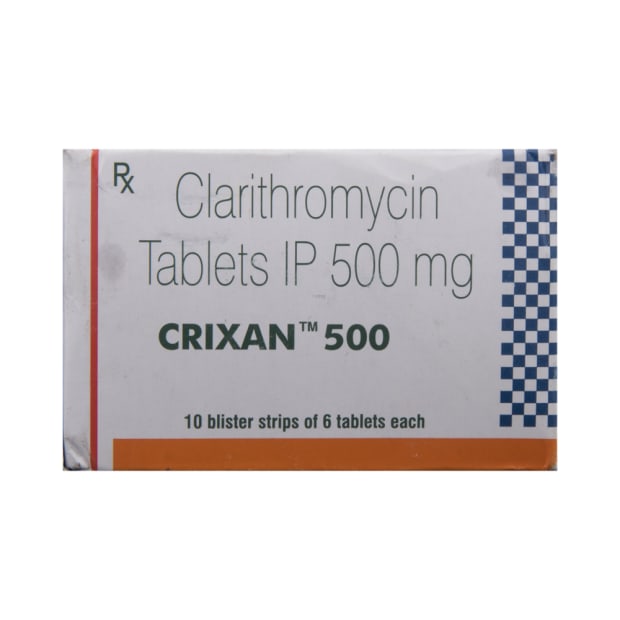 Rx
Clarithromycin
Tablets IP 500 mg
CRIXAN™ 500
10 blister strips of 6 tablets each